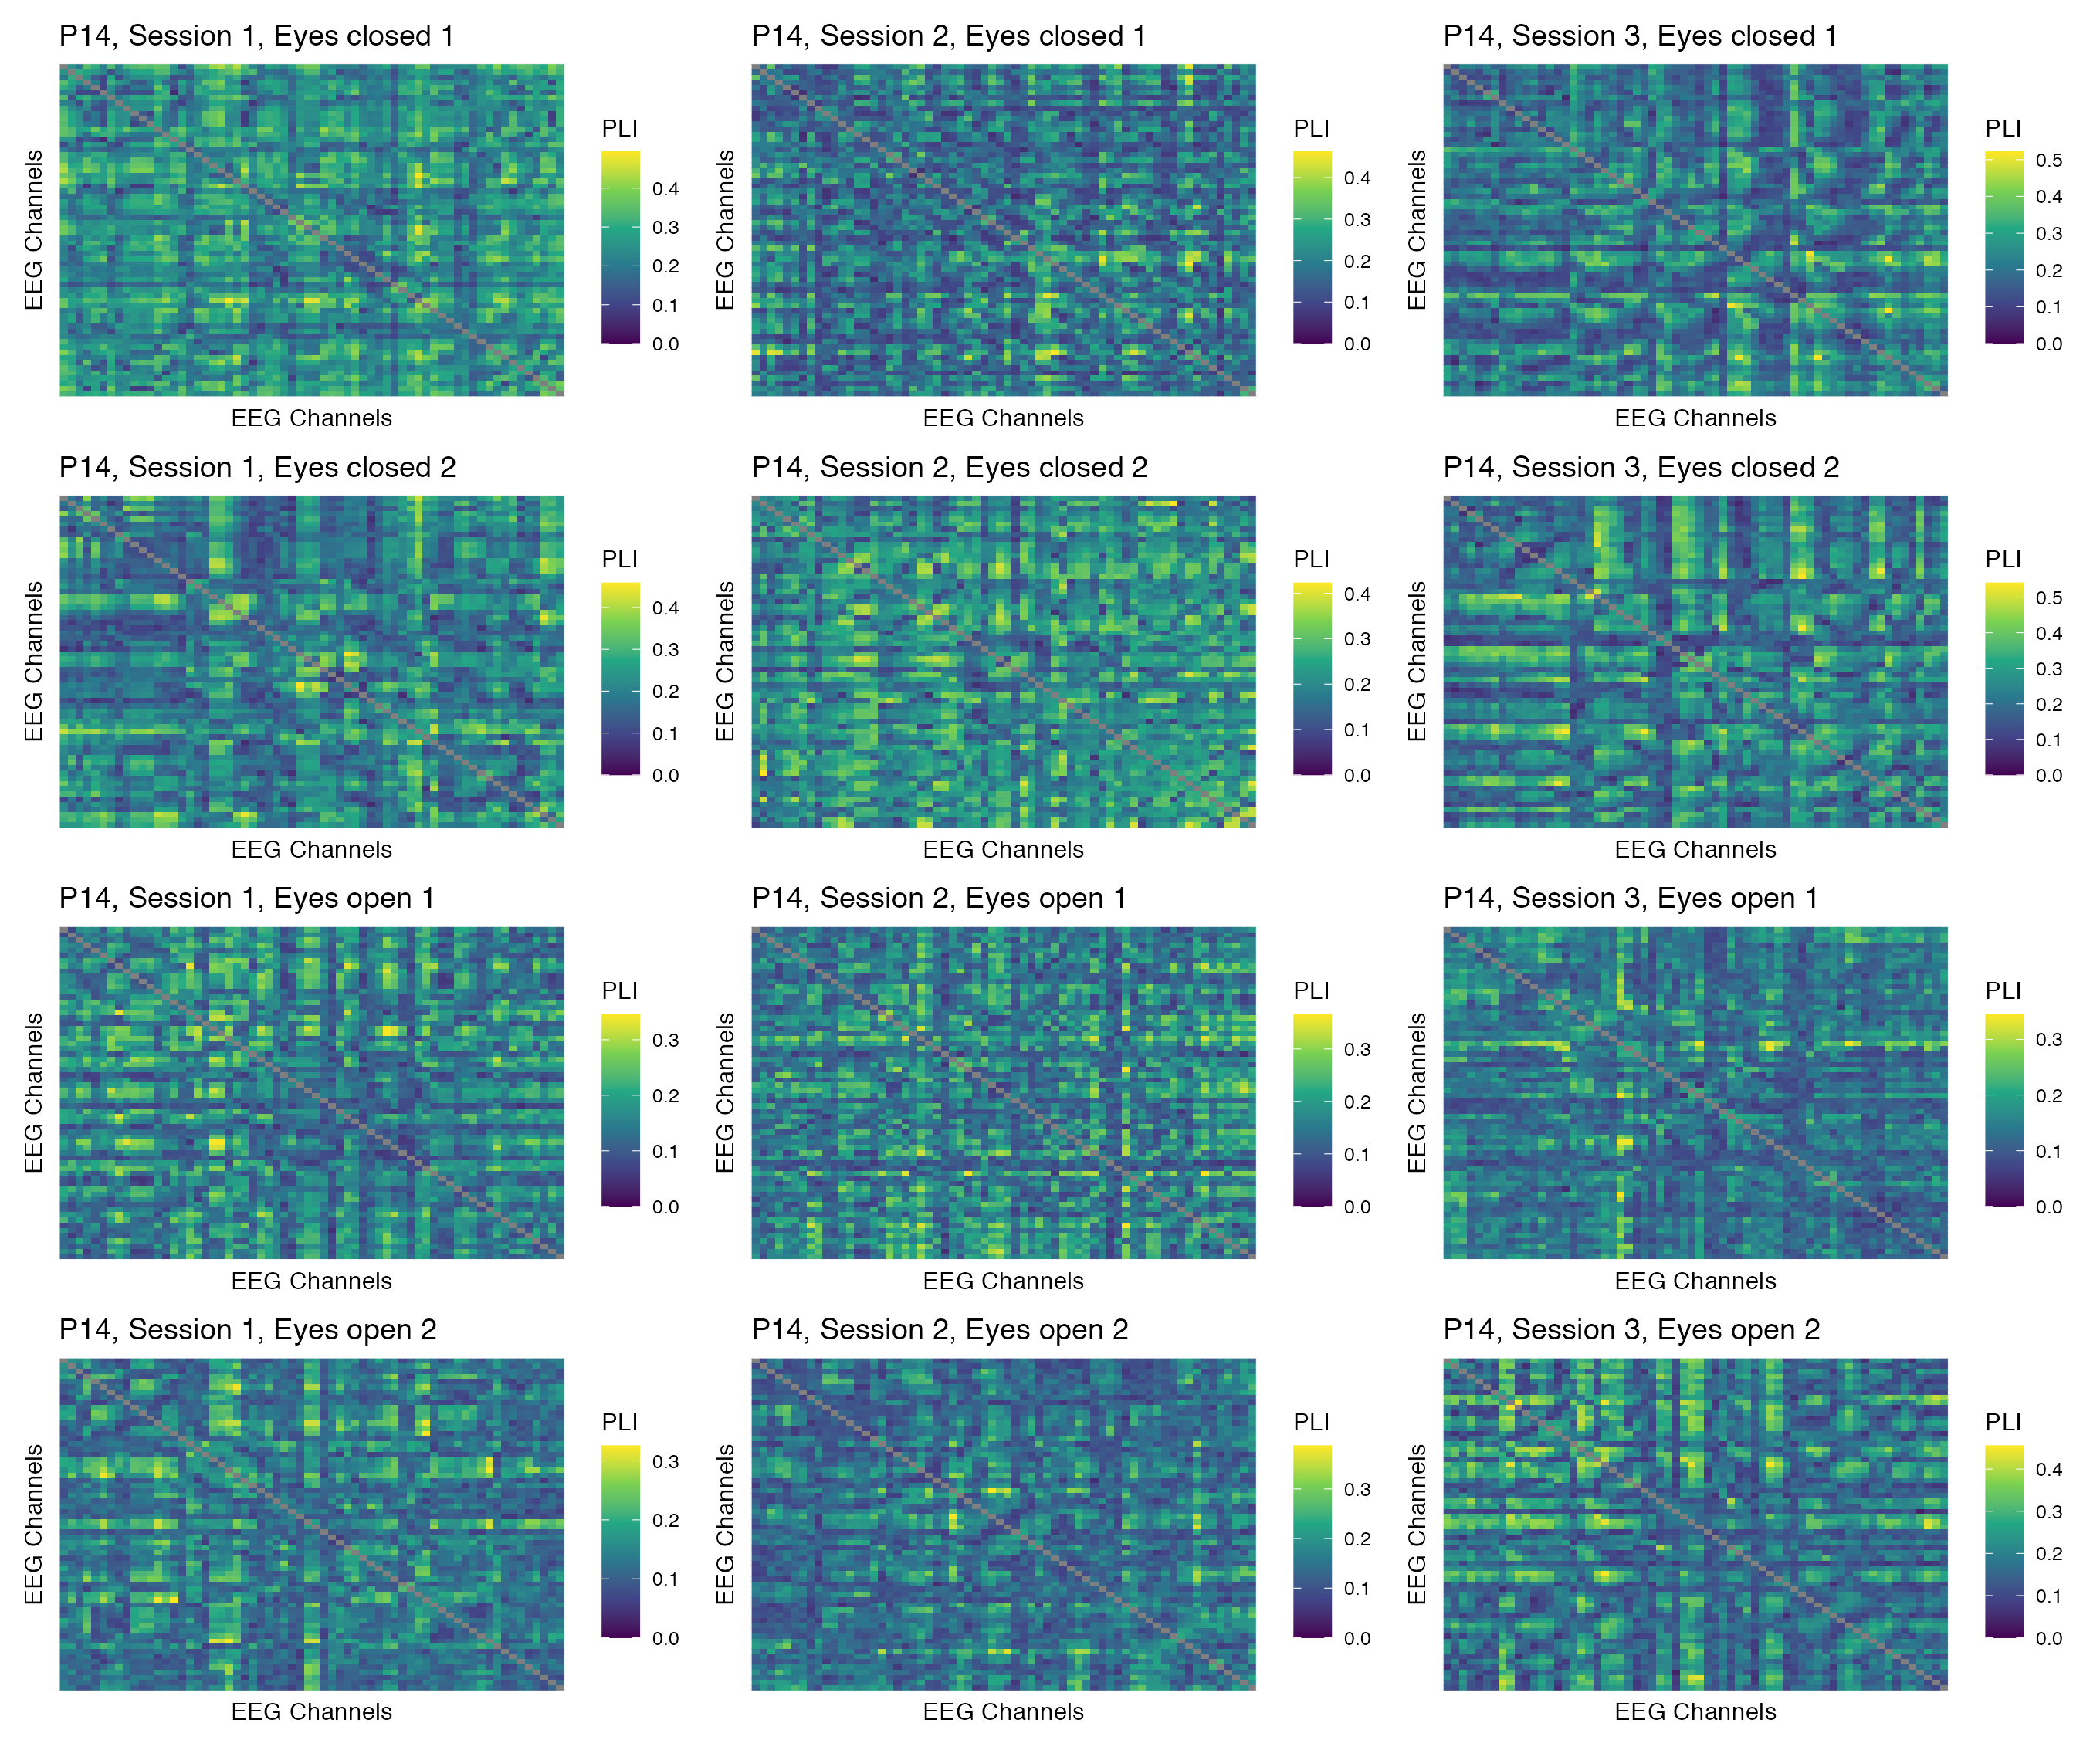 P14, Session 1, Eyes closed 1
EEG Channels
EEG Channels
PLI
0.4
0.3
0.2
0.1
0.0
P14, Session 2, Eyes closed 1
EEG Channels
EEG Channels
PLI
0.4
0.3
0.2
0.1
0.0
P14, Session 3, Eyes closed 1
EEG Channels
EEG Channels
PLI
0.5
0.4
0.3
0.2
0.1
0.0
P14, Session 1, Eyes closed 2
EEG Channels
EEG Channels
PLI
0.4
0.3
0.2
0.1
0.0
P14, Session 2, Eyes closed 2
EEG Channels
EEG Channels
PLI
0.4
0.3
0.2
0.1
0.0
P14, Session 3, Eyes closed 2
EEG Channels
EEG Channels
PLI
0.5
0.4
0.3
0.2
0.1
0.0
P14, Session 1, Eyes open 1
EEG Channels
EEG Channels
PLI
0.3
0.2
0.1
0.0
P14, Session 2, Eyes open 1
EEG Channels
EEG Channels
PLI
0.3
0.2
0.1
0.0
P14, Session 3, Eyes open 1
EEG Channels
EEG Channels
PLI
0.3
0.2
0.1
0.0
P14, Session 1, Eyes open 2
EEG Channels
EEG Channels
PLI
0.3
0.2
0.1
0.0
P14, Session 2, Eyes open 2
EEG Channels
EEG Channels
PLI
0.3
0.2
0.1
0.0
P14, Session 3, Eyes open 2
EEG Channels
EEG Channels
PLI
0.4
0.3
0.2
0.1
0.0